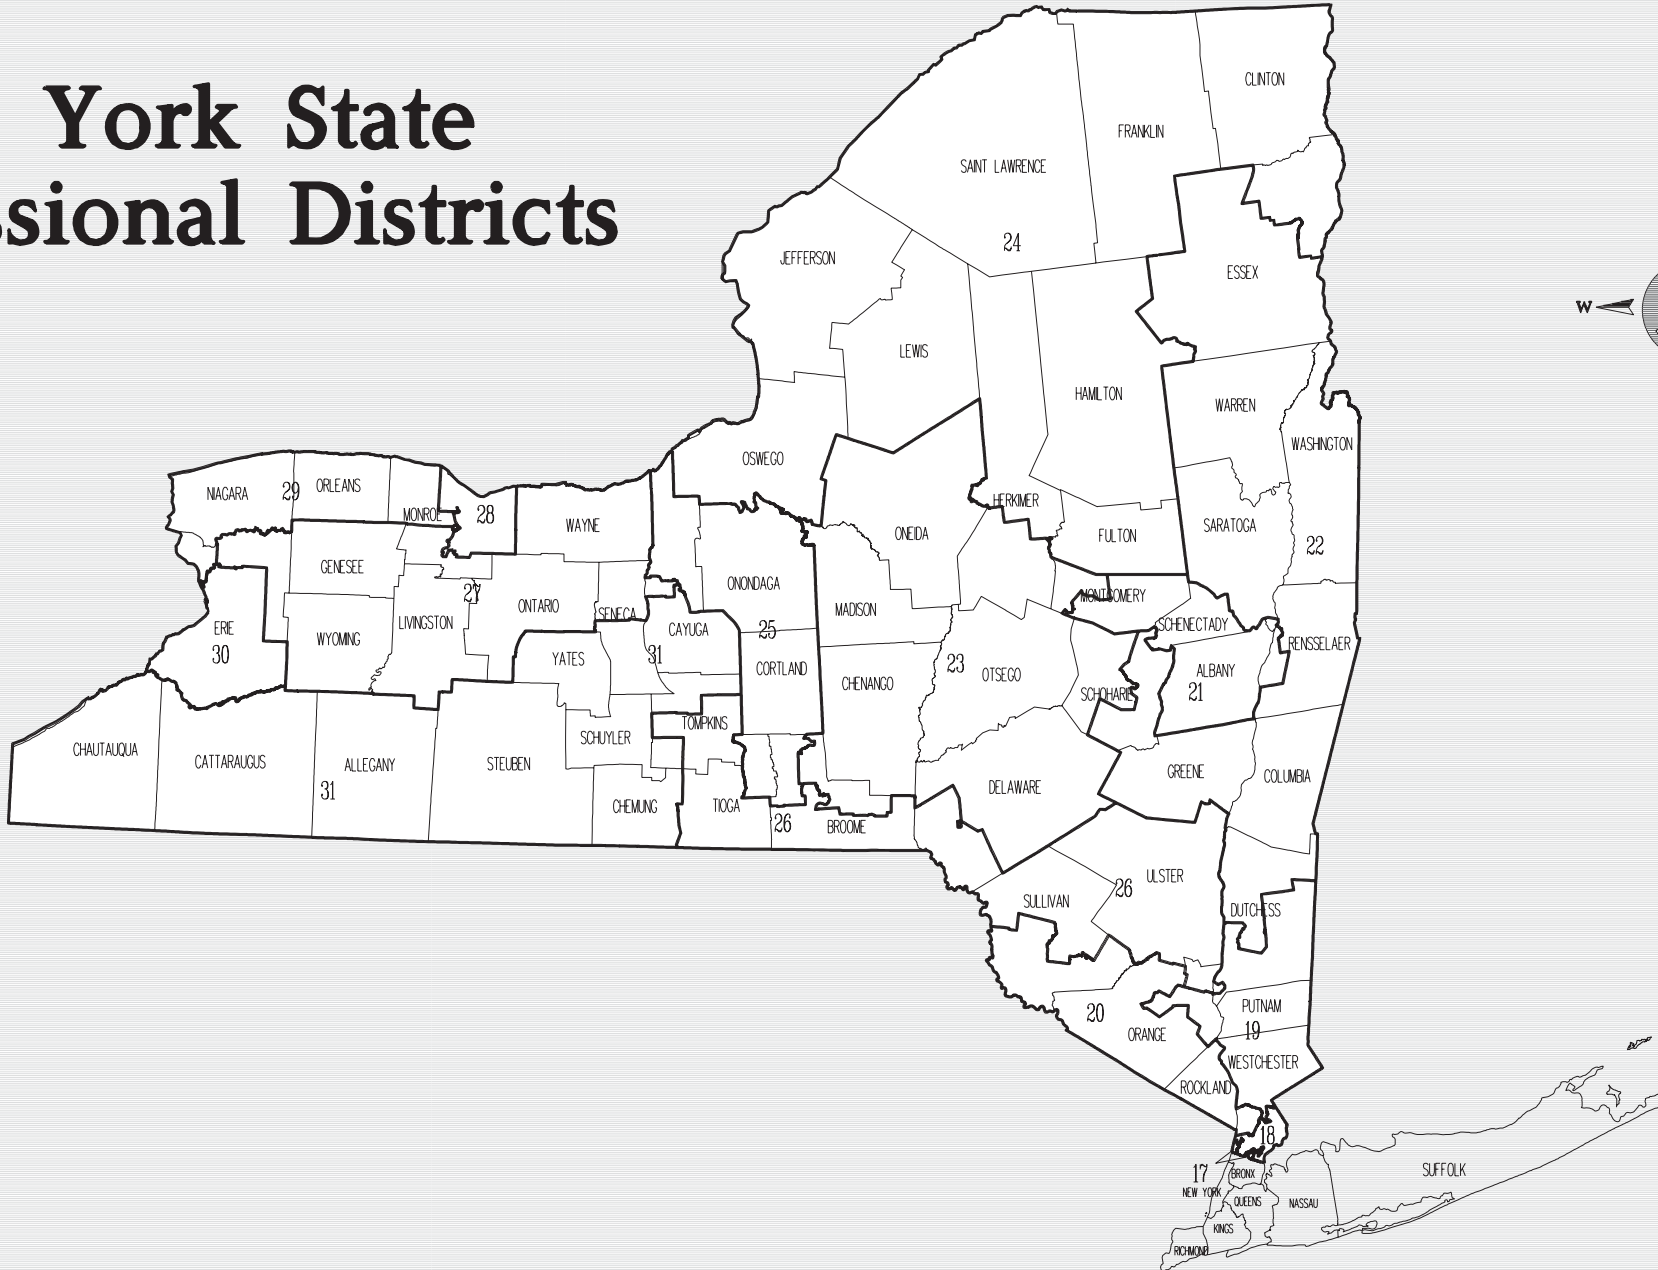 York State
ssional Districts
CLINTON
FRANKLIN
SAINT LAWRENCE
24
JEFFERSON
ESSEX
W
LEWIS
HAMILTON
WARREN
WASHINGTON
OSWEGO
NIAGARA
29
ORLEANS
MONROE
28
WAYNE
HERKIMER
ONEIDA
FULTON
SARATOGA
22
GENESEE
27
ONTARIO
SENECA
ONONDAGA
MADISON
MONTGOMERY
ERIE
30
WYOMING
LIVINGSTON
CAYUGA
25
SCHENECTADY
RENSSELAER
YATES
31
CORTLAND
CHENANGO
23
OTSEGO
SCHOHARIE
ALBANY
21
CHAUTAUQUA
CATTARAUGUS
ALLEGANY
31
STEUBEN
SCHUYLER
TOMPKINS
CHEMUNG
TIOGA
26
BROOME
DELAWARE
GREENE
COLUMBIA
SULLIVAN
26
ULSTER
DUTCHESS
20
ORANGE
PUTNAM
19
WESTCHESTER
ROCKLAND
18
17
NEW YORK
BRONX
QUEENS
NASSAU
SUFFOLK
KINGS
RICHMOND